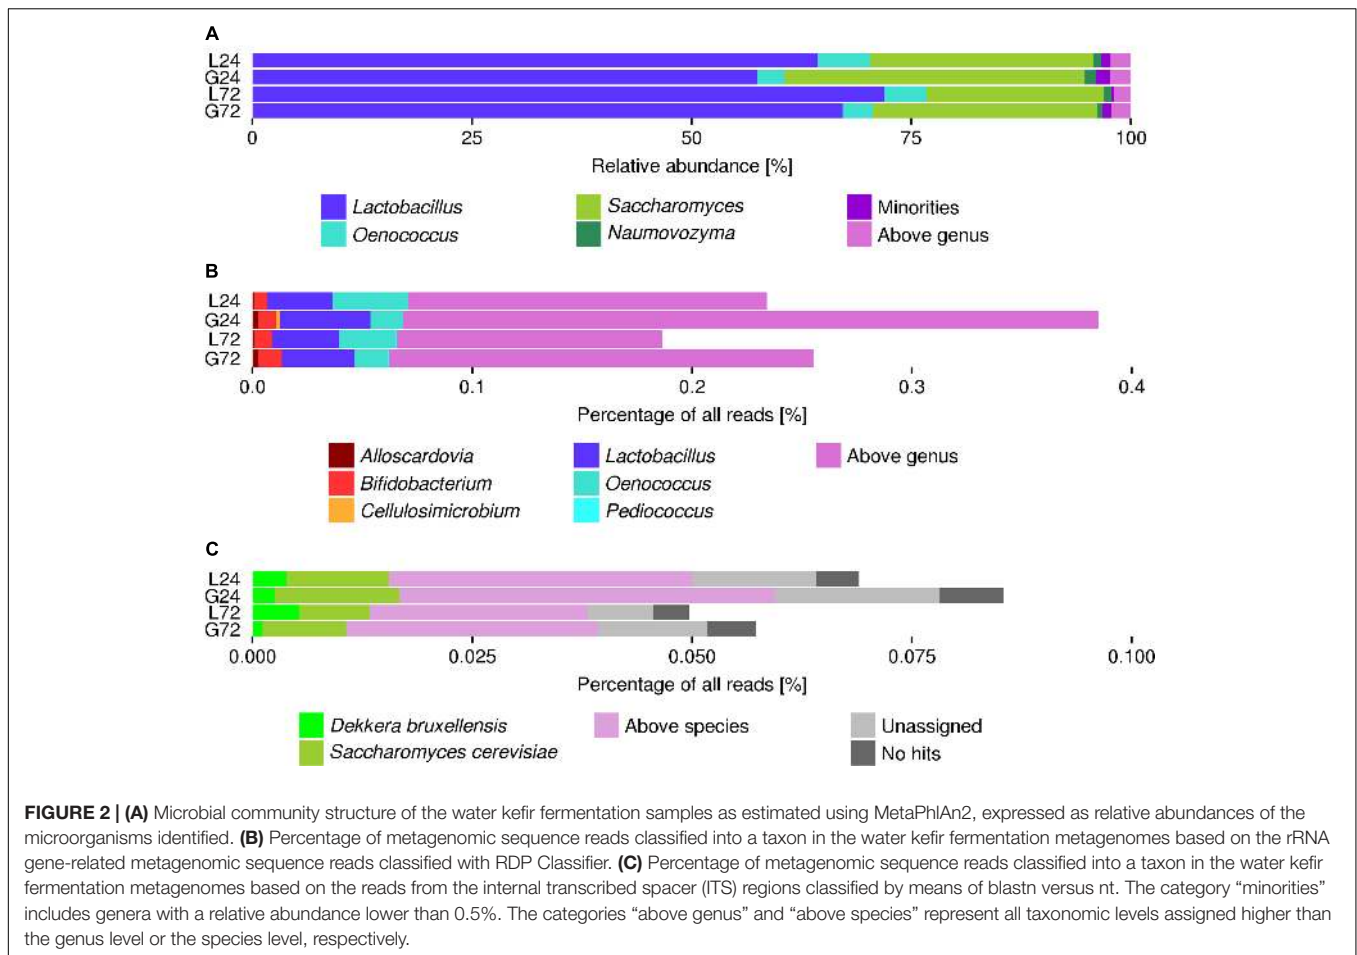 A
L24
G24
L72
G72
0 25 50 75 100
Relative abundance [%]
Lactobacillus Saccharomyces Minorities
Oenococcus Naumovozyma Above genus
B
L24
G24
L72
G72
0.0 0.1 0.2 0.3 0.4
Percentage of all reads [%]
Alloscardovia Lactobacillus Above genus
Bifidobacterium Oenococcus
Cellulosimicrobium Pediococcus
C
L24
G24
L72
G72
0.000 0.025 0.050 0.075 0.100
Percentage of all reads [%]
Dekkera bruxellensis Above species Unassigned
Saccharomyces cerevisiae No hits
FIGURE 2 | (A) Microbial community structure of the water kefir fermentation samples as estimated using MetaPhlAn2, expressed as relative abundances of the
microorganisms identified. (B) Percentage of metagenomic sequence reads classified into a taxon in the water kefir fermentation metagenomes based on the rRNA
gene-related metagenomic sequence reads classified with RDP Classifier. (C) Percentage of metagenomic sequence reads classified into a taxon in the water kefir
fermentation metagenomes based on the reads from the internal transcribed spacer (ITS) regions classified by means of blastn versus nt. The category “minorities”
includes genera with a relative abundance lower than 0.5%. The categories “above genus” and “above species” represent all taxonomic levels assigned higher than
the genus level or the species level, respectively.